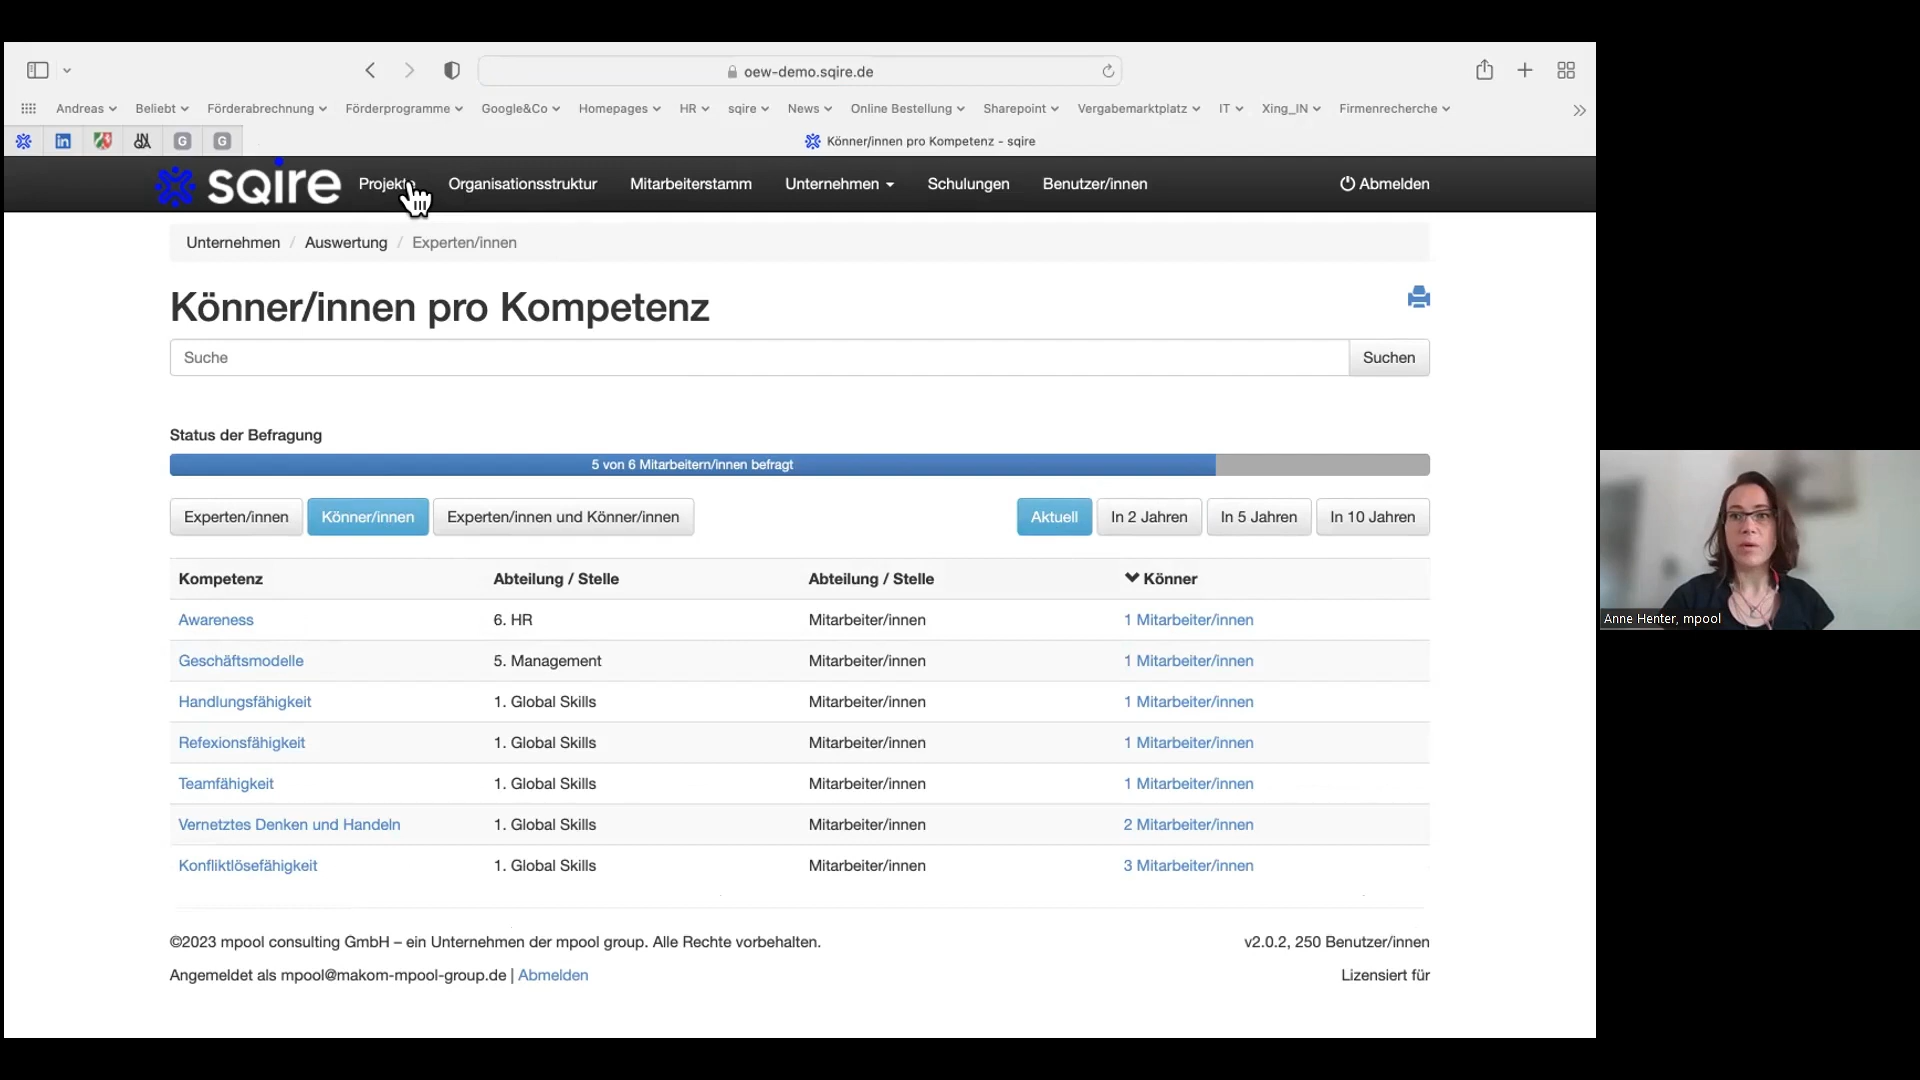 oew-demo.sqire.de
Andreas Beliebt Förderabrechnung Förderprogramme Google&Co Homepages HR sqire News Online Bestellung Sharepoint Vergabemarktplatz IT Xing_IN Firmenrecherche
in G G Könner/innen pro Kompetenz - sqire
sqire Projekte Organisationsstruktur Mitarbeiterstamm Unternehmen Schulungen Benutzer/innen Abmelden
Unternehmen / Auswertung / Experten/innen
Könner/innen pro Kompetenz
Suche Suchen
Status der Befragung
5 von 6 Mitarbeitern/innen befragt
Experten/innen Könner/innen Experten/innen und Könner/innen Aktuell In 2 Jahren In 5 Jahren In 10 Jahren
Kompetenz Abteilung / Stelle Abteilung / Stelle Könner
Awareness 6. HR Mitarbeiter/innen 1 Mitarbeiter/innen
Geschäftsmodelle 5. Management Mitarbeiter/innen 1 Mitarbeiter/innen
Handlungsfähigkeit 1. Global Skills Mitarbeiter/innen 1 Mitarbeiter/innen
Refexionsfähigkeit 1. Global Skills Mitarbeiter/innen 1 Mitarbeiter/innen
Teamfähigkeit 1. Global Skills Mitarbeiter/innen 1 Mitarbeiter/innen
Vernetztes Denken und Handeln 1. Global Skills Mitarbeiter/innen 2 Mitarbeiter/innen
Konfliktlösefähigkeit 1. Global Skills Mitarbeiter/innen 3 Mitarbeiter/innen
©2023 mpool consulting GmbH – ein Unternehmen der mpool group. Alle Rechte vorbehalten. v2.0.2, 250 Benutzer/innen
Angemeldet als mpool@makom-mpool-group.de | Abmelden Lizensiert für
Anne Henter, mpool